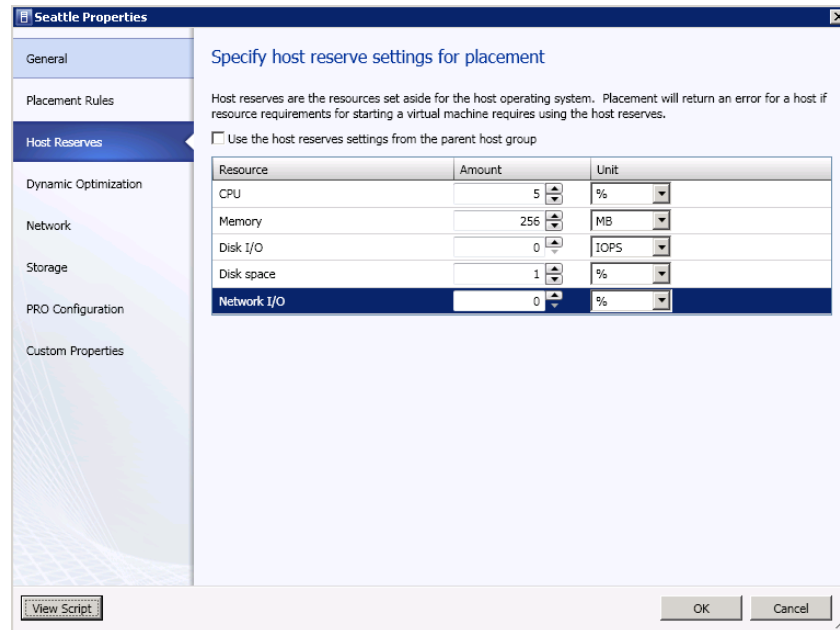 Seattle Properties
General
Placement Rules
Host Reserves
Dynamic Optimization
Network
Storage
PRO Configuration
Custom Properties
Specify host reserve settings for placement
Host reserves are the resources set aside for the host operating system. Placement will return an error for a host if
resource requirements for starting a virtual machine requires using the host reserves.
Use the host reserves settings from the parent host group
Resource Amount Unit
CPU 5 %
Memory 256 MB
Disk I/O 0 IOPS
Disk space 1 %
Network I/O 0 %
View Script OK Cancel